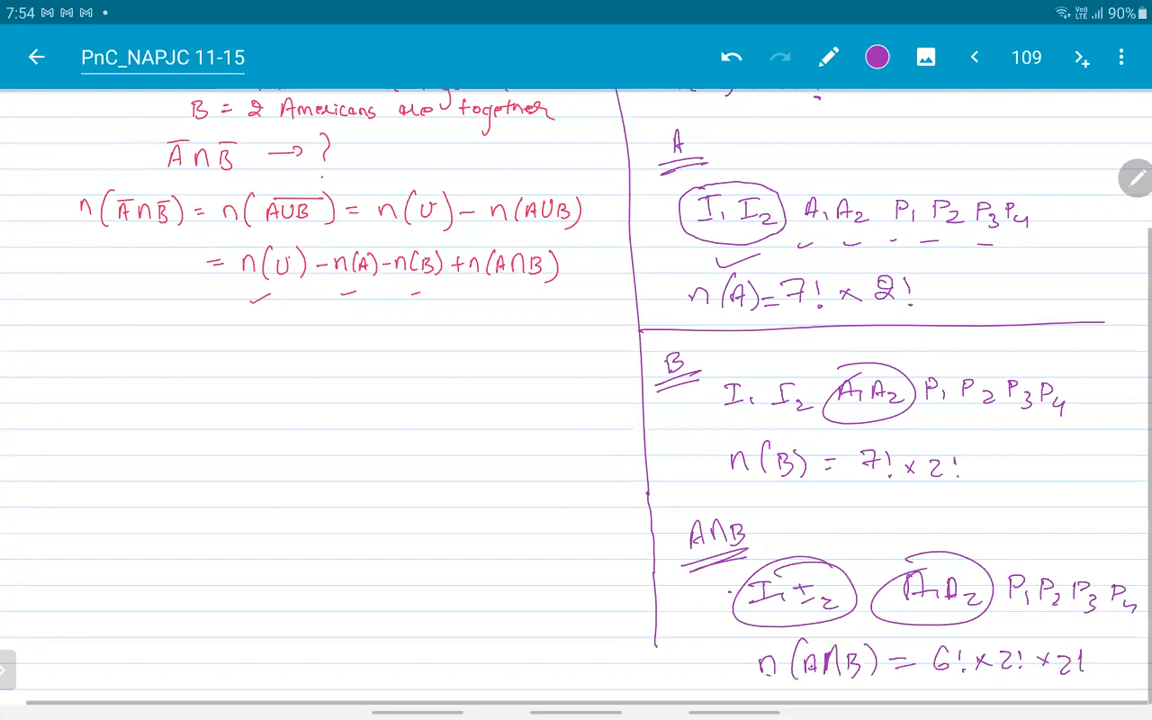 7:54
90%
PnC_NAPJC 11-15
109
B = 2 Americans are together
A̅∩B̅ → ?
n(A̅∩B̅) = n(A∪B)̅ = n(U) − n(A∪B)
= n(U) − n(A) − n(B) + n(A∩B)
A
I₁ I₂ A₁ A₂ P₁ P₂ P₃ P₄
n(A) = 7! × 2!
B
I₁ I₂ A₁ A₂ P₁ P₂ P₃ P₄
n(B) = 7! × 2!
A∩B
I₁ I₂ A₁ A₂ P₁ P₂ P₃ P₄
n(A∩B) = 6! × 2! × 2!